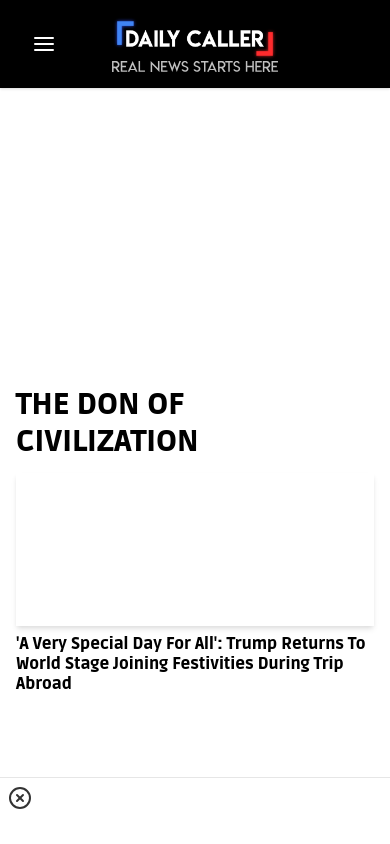 DAILY CALLER
REAL NEWS STARTS HERE
THE DON OF
CIVILIZATION
'A Very Special Day For All': Trump Returns To
World Stage Joining Festivities During Trip
Abroad